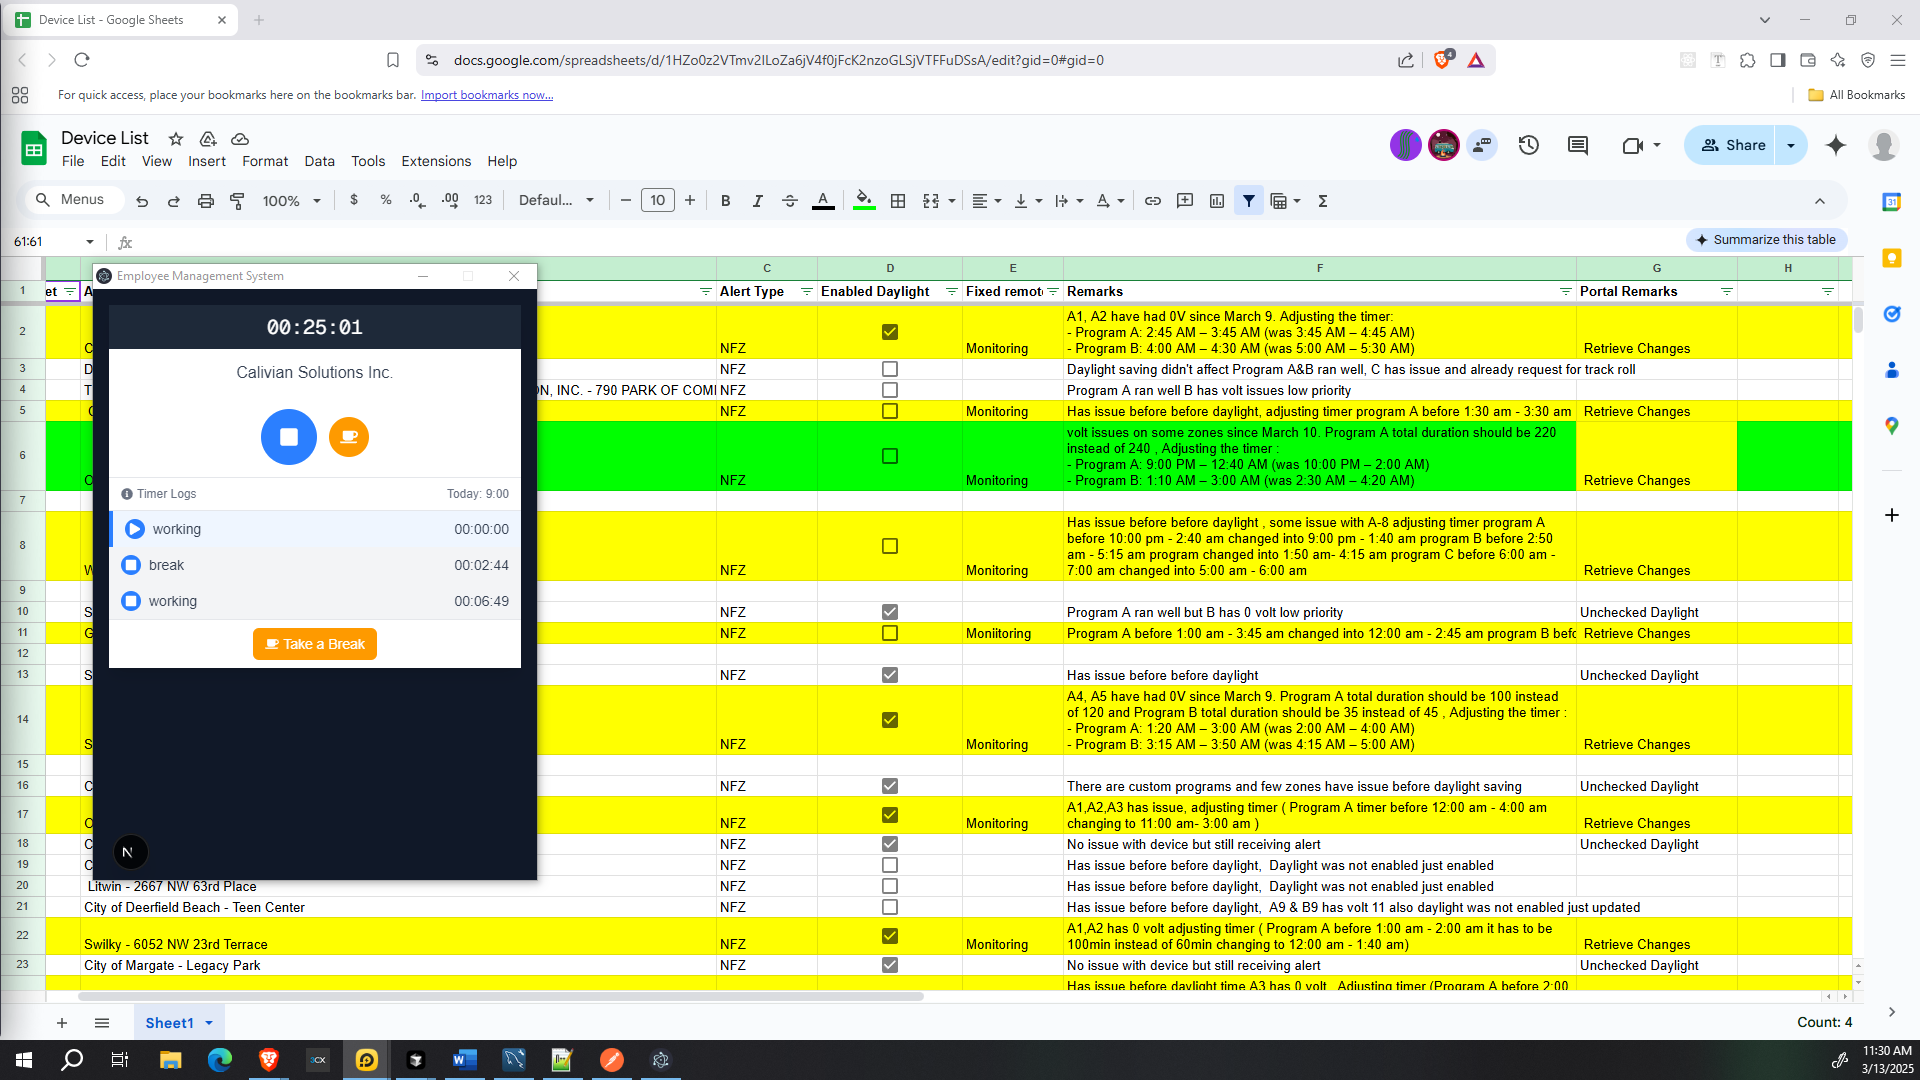 Device List - Google Sheets
docs.google.com/spreadsheets/d/1HZo0z2VTmv2ILoZa6jV4f0jFcK2nzoGLSjVTFFuDSsA/edit?gid=0#gid=0
4
For quick access, place your bookmarks here on the bookmarks bar. Import bookmarks now...
All Bookmarks
Device List
File Edit View Insert Format Data Tools Extensions Help
Share
Menus
100%
$ % .0 .00 123
Defaul...
10
B I A
Σ
61:61
fx
Summarize this table
31
C D E F G H
1 et A Alert Type Enabled Daylight Fixed remot Remarks Portal Remarks
Employee Management System
00:25:01
Calivian Solutions Inc.
Timer Logs Today: 9:00
working 00:00:00
break 00:02:44
working 00:06:49
Take a Break
N
A1, A2 have had 0V since March 9. Adjusting the timer:
- Program A: 2:45 AM – 3:45 AM (was 3:45 AM – 4:45 AM)
2 C NFZ Monitoring - Program B: 4:00 AM – 4:30 AM (was 5:00 AM – 5:30 AM) Retrieve Changes
3 D NFZ Daylight saving didn't affect Program A&B ran well, C has issue and already request for track roll
4 T ON, INC. - 790 PARK OF COMI NFZ Program A ran well B has volt issues low priority
5 C NFZ Monitoring Has issue before before daylight, adjusting timer program A before 1:30 am - 3:30 am Retrieve Changes
volt issues on some zones since March 10. Program A total duration should be 220
instead of 240 , Adjusting the timer :
- Program A: 9:00 PM – 12:40 AM (was 10:00 PM – 2:00 AM)
6 O NFZ Monitoring - Program B: 1:10 AM – 3:00 AM (was 2:30 AM – 4:20 AM) Retrieve Changes
7
Has issue before before daylight , some issue with A-8 adjusting timer program A
before 10:00 pm - 2:40 am changed into 9:00 pm - 1:40 am program B before 2:50
am - 5:15 am program changed into 1:50 am- 4:15 am program C before 6:00 am -
8 W NFZ Monitoring 7:00 am changed into 5:00 am - 6:00 am Retrieve Changes
9
10 S NFZ Program A ran well but B has 0 volt low priority Unchecked Daylight
11 G NFZ Moniitoring Program A before 1:00 am - 3:45 am changed into 12:00 am - 2:45 am program B befo Retrieve Changes
12
13 S NFZ Has issue before before daylight Unchecked Daylight
A4, A5 have had 0V since March 9. Program A total duration should be 100 instead
of 120 and Program B total duration should be 35 instead of 45 , Adjusting the timer :
- Program A: 1:20 AM – 3:00 AM (was 2:00 AM – 4:00 AM)
14 S NFZ Monitoring - Program B: 3:15 AM – 3:50 AM (was 4:15 AM – 5:00 AM) Retrieve Changes
15
16 C NFZ There are custom programs and few zones have issue before daylight saving Unchecked Daylight
A1,A2,A3 has issue, adjusting timer ( Program A timer before 12:00 am - 4:00 am
17 O NFZ Monitoring changing to 11:00 am- 3:00 am ) Retrieve Changes
18 C NFZ No issue with device but still receiving alert Unchecked Daylight
19 C NFZ Has issue before before daylight, Daylight was not enabled just enabled
20 Litwin - 2667 NW 63rd Place NFZ Has issue before before daylight, Daylight was not enabled just enabled
21 City of Deerfield Beach - Teen Center NFZ Has issue before before daylight, A9 & B9 has volt 11 also daylight was not enabled just updated
A1,A2 has 0 volt adjusting timer ( Program A before 1:00 am - 2:00 am it has to be
22 Swilky - 6052 NW 23rd Terrace NFZ Monitoring 100min instead of 60min changing to 12:00 am - 1:40 am) Retrieve Changes
23 City of Margate - Legacy Park NFZ No issue with device but still receiving alert Unchecked Daylight
Has issue before daylight time A3 has 0 volt , Adjusting timer (Program A before 2:00
Sheet1
Count: 4
11:30 AM
3/13/2025